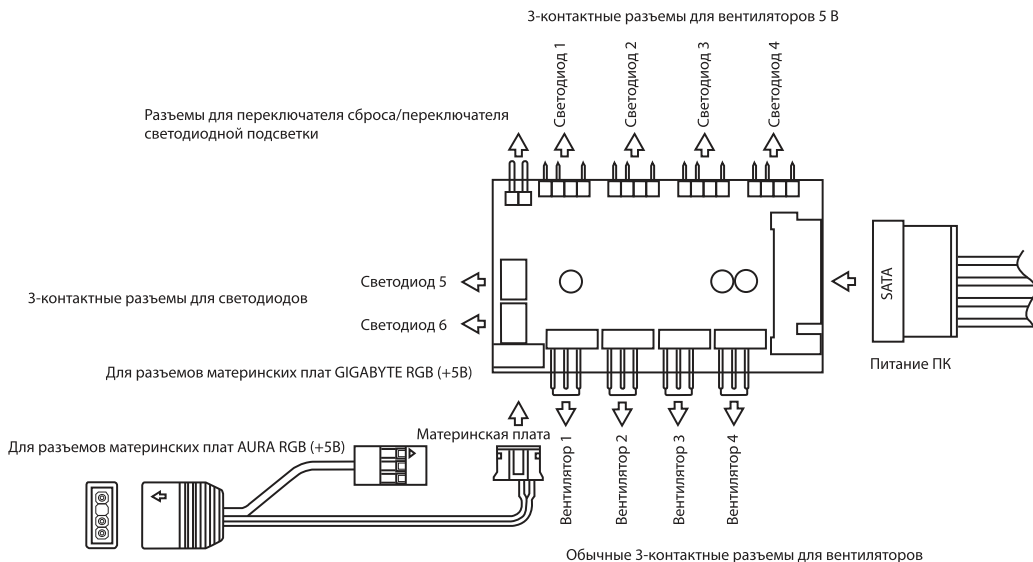 3-контактные разъемы для вентиляторов 5 В
Светодиод 1
Светодиод 2
Светодиод 3
Светодиод 4
Разъемы для переключателя сброса/переключателя
светодиодной подсветки
Светодиод 5
3-контактные разъемы для светодиодов
Светодиод 6
SATA
Питание ПК
Для разъемов материнских плат GIGABYTE RGB (+5В)
Материнская плата
Для разъемов материнских плат AURA RGB (+5В)
Вентилятор 1
Вентилятор 2
Вентилятор 3
Вентилятор 4
Обычные 3-контактные разъемы для вентиляторов